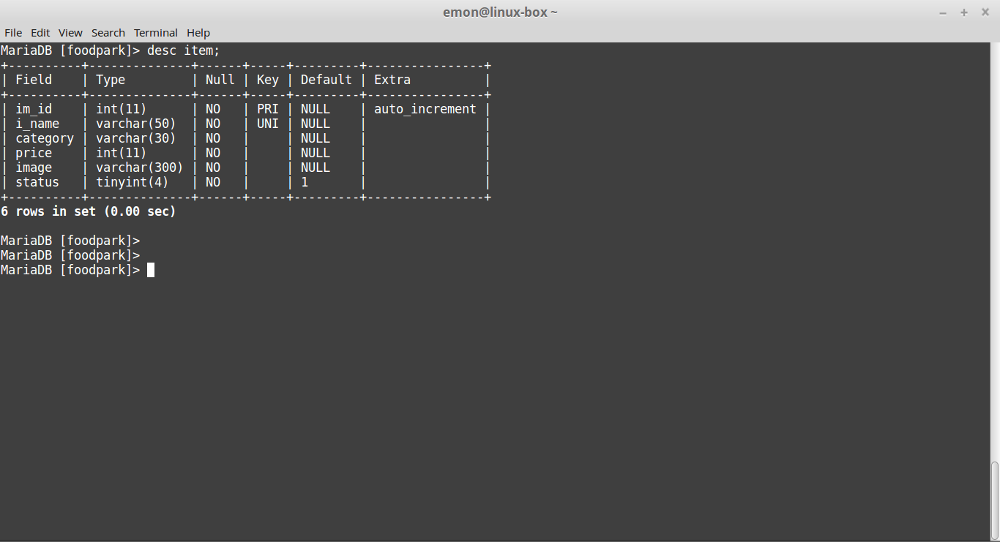 emon@linux-box ~
File Edit View Search Terminal Help
MariaDB [foodpark]> desc item;
+----------+--------------+------+-----+---------+----------------+
| Field    | Type         | Null | Key | Default | Extra          |
+----------+--------------+------+-----+---------+----------------+
| im_id    | int(11)      | NO   | PRI | NULL    | auto_increment |
| i_name   | varchar(50)  | NO   | UNI | NULL    |                |
| category | varchar(30)  | NO   |     | NULL    |                |
| price    | int(11)      | NO   |     | NULL    |                |
| image    | varchar(300) | NO   |     | NULL    |                |
| status   | tinyint(4)   | NO   |     | 1       |                |
+----------+--------------+------+-----+---------+----------------+
6 rows in set (0.00 sec)
MariaDB [foodpark]>
MariaDB [foodpark]>
MariaDB [foodpark]>